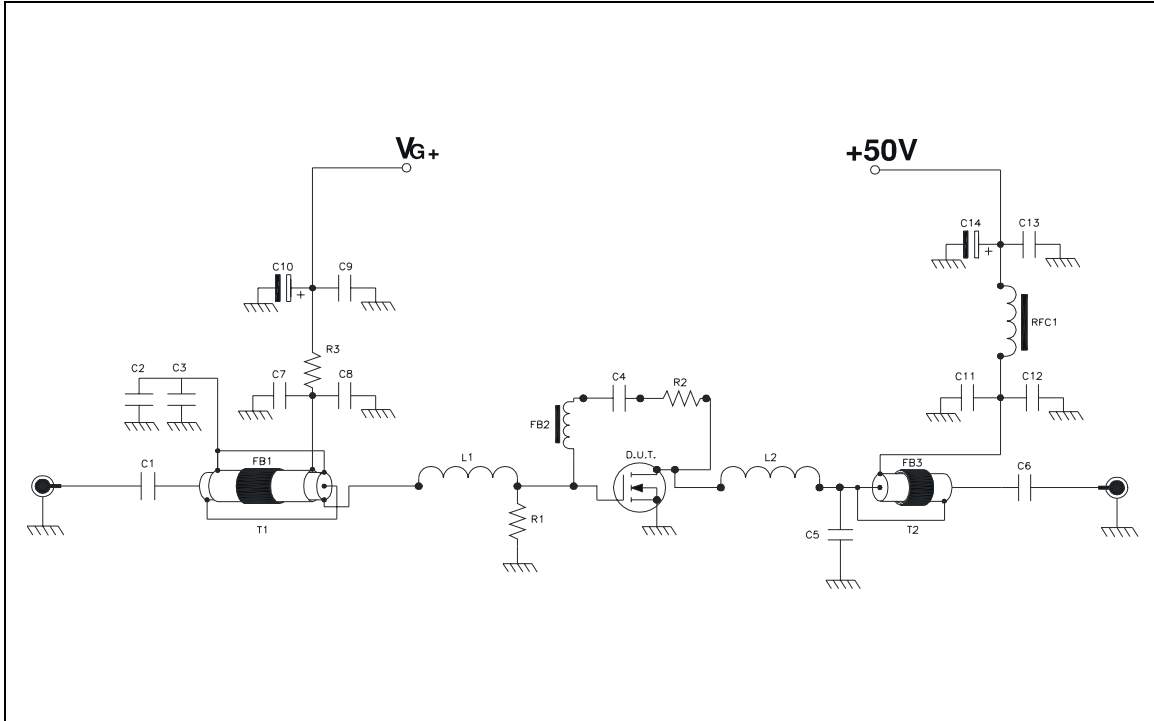 VG+
+50V
C14
C13
C10
+
C9
+
RFC1
R3
C2
C3
C7
C8
C4
R2
C11
C12
FB2
FB1
L1
D.U.T.
L2
FB3
C1
C6
R1
T1
C5
T2